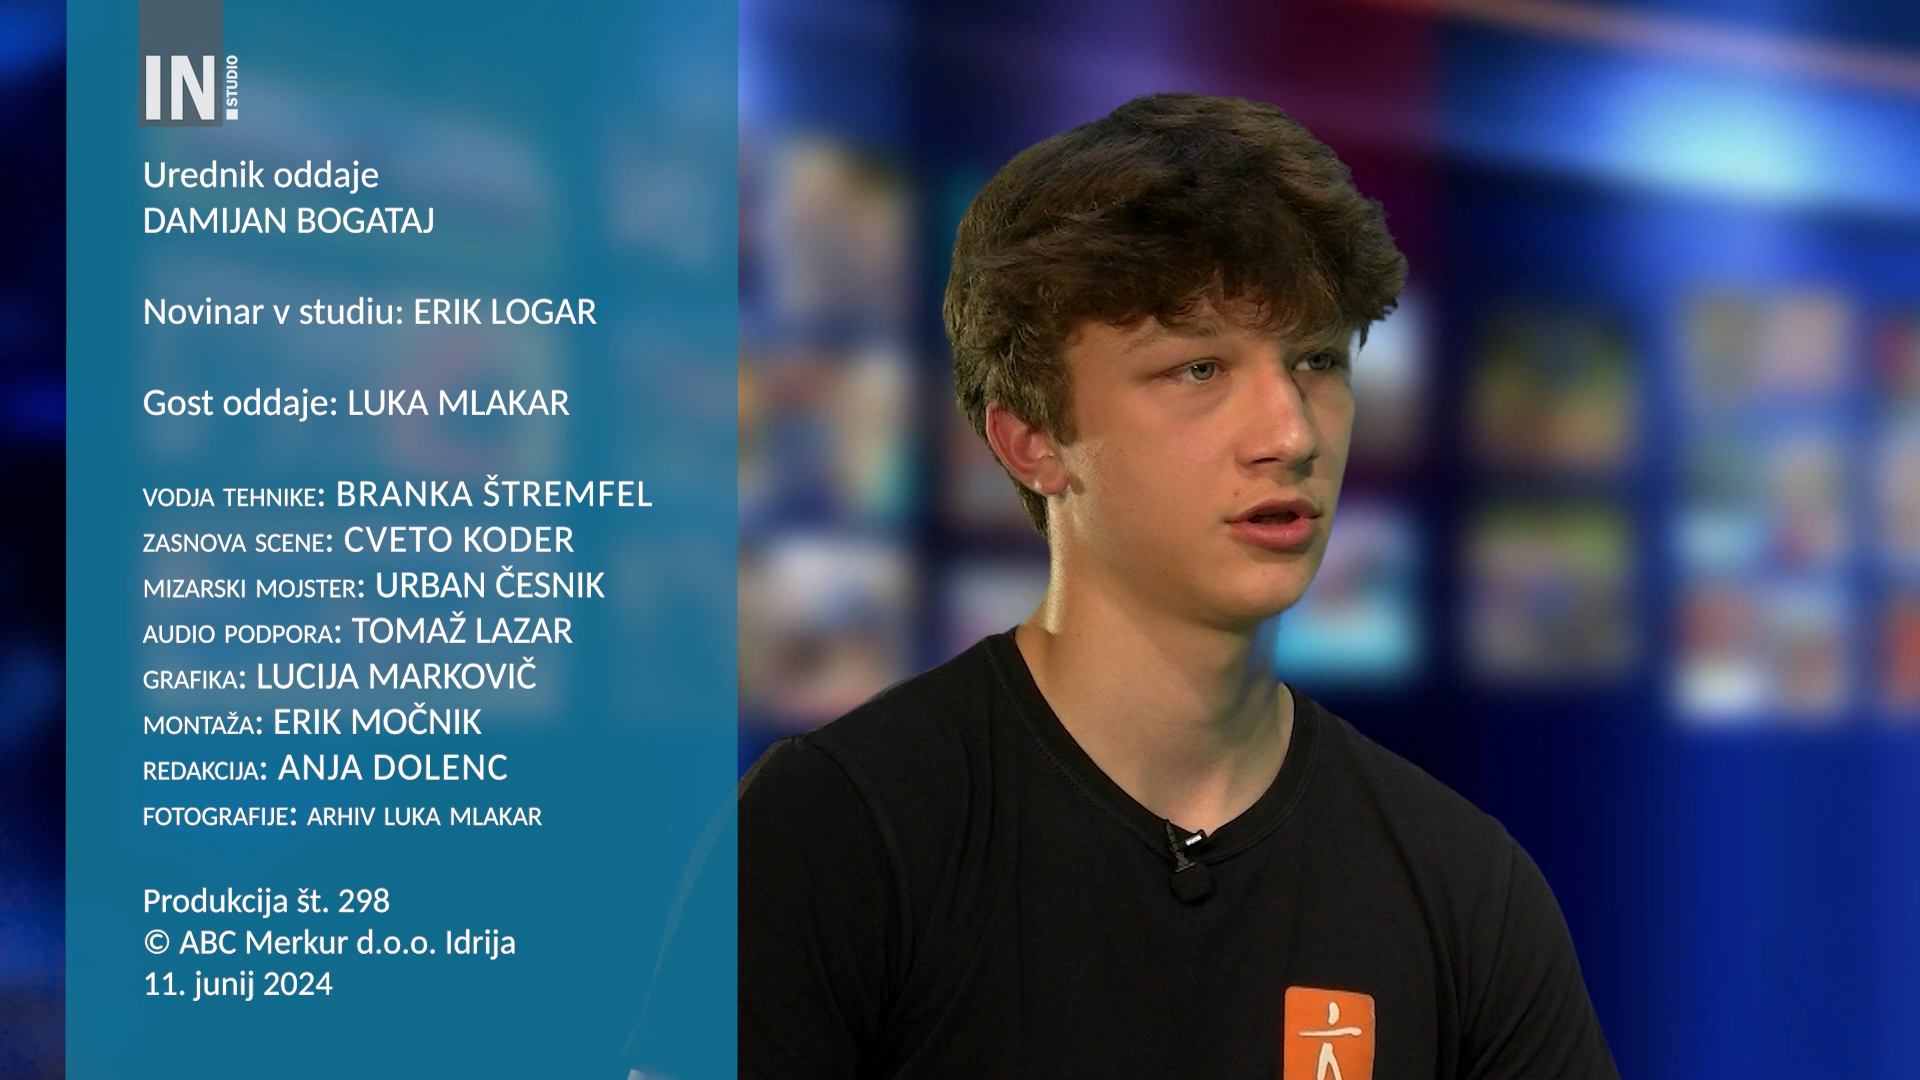 IN!
STUDIO
Urednik oddaje
DAMIJAN BOGATAJ
Novinar v studiu: ERIK LOGAR
Gost oddaje: LUKA MLAKAR
VODJA TEHNIKE: BRANKA ŠTREMFEL
ZASNOVA SCENE: CVETO KODER
MIZARSKI MOJSTER: URBAN ČESNIK
AUDIO PODPORA: TOMAŽ LAZAR
GRAFIKA: LUCIJA MARKOVIČ
MONTAŽA: ERIK MOČNIK
REDAKCIJA: ANJA DOLENC
FOTOGRAFIJE: ARHIV LUKA MLAKAR
Produkcija št. 298
© ABC Merkur d.o.o. Idrija
11. junij 2024